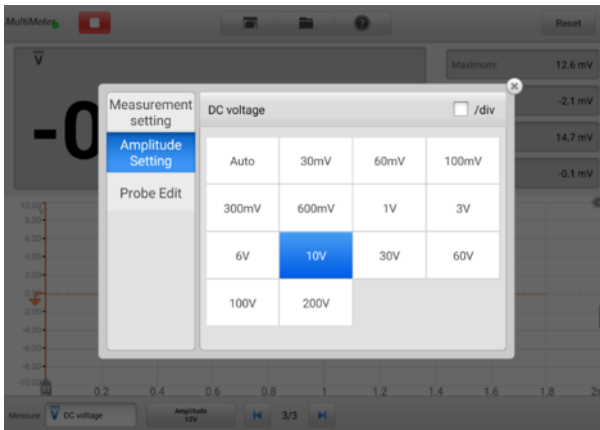 MultiMeter
Reset
V
Maximum:
12.6 mV
-2.1 mV
14.7 mV
-0.1 mV
-0
Measurement
setting
Amplitude
Setting
Probe Edit
DC voltage
/div
Auto 30mV 60mV 100mV
300mV 600mV 1V 3V
6V 10V 30V 60V
100V 200V
10.00
8.00
6.00
4.00
2.00
-2.00
-4.00
-6.00
-8.00
-10.00
0.2 0.4 0.6 0.8 1 1.2 1.4 1.6 1.8 2s
Measure V DC voltage
Amplitude
10V
3/3